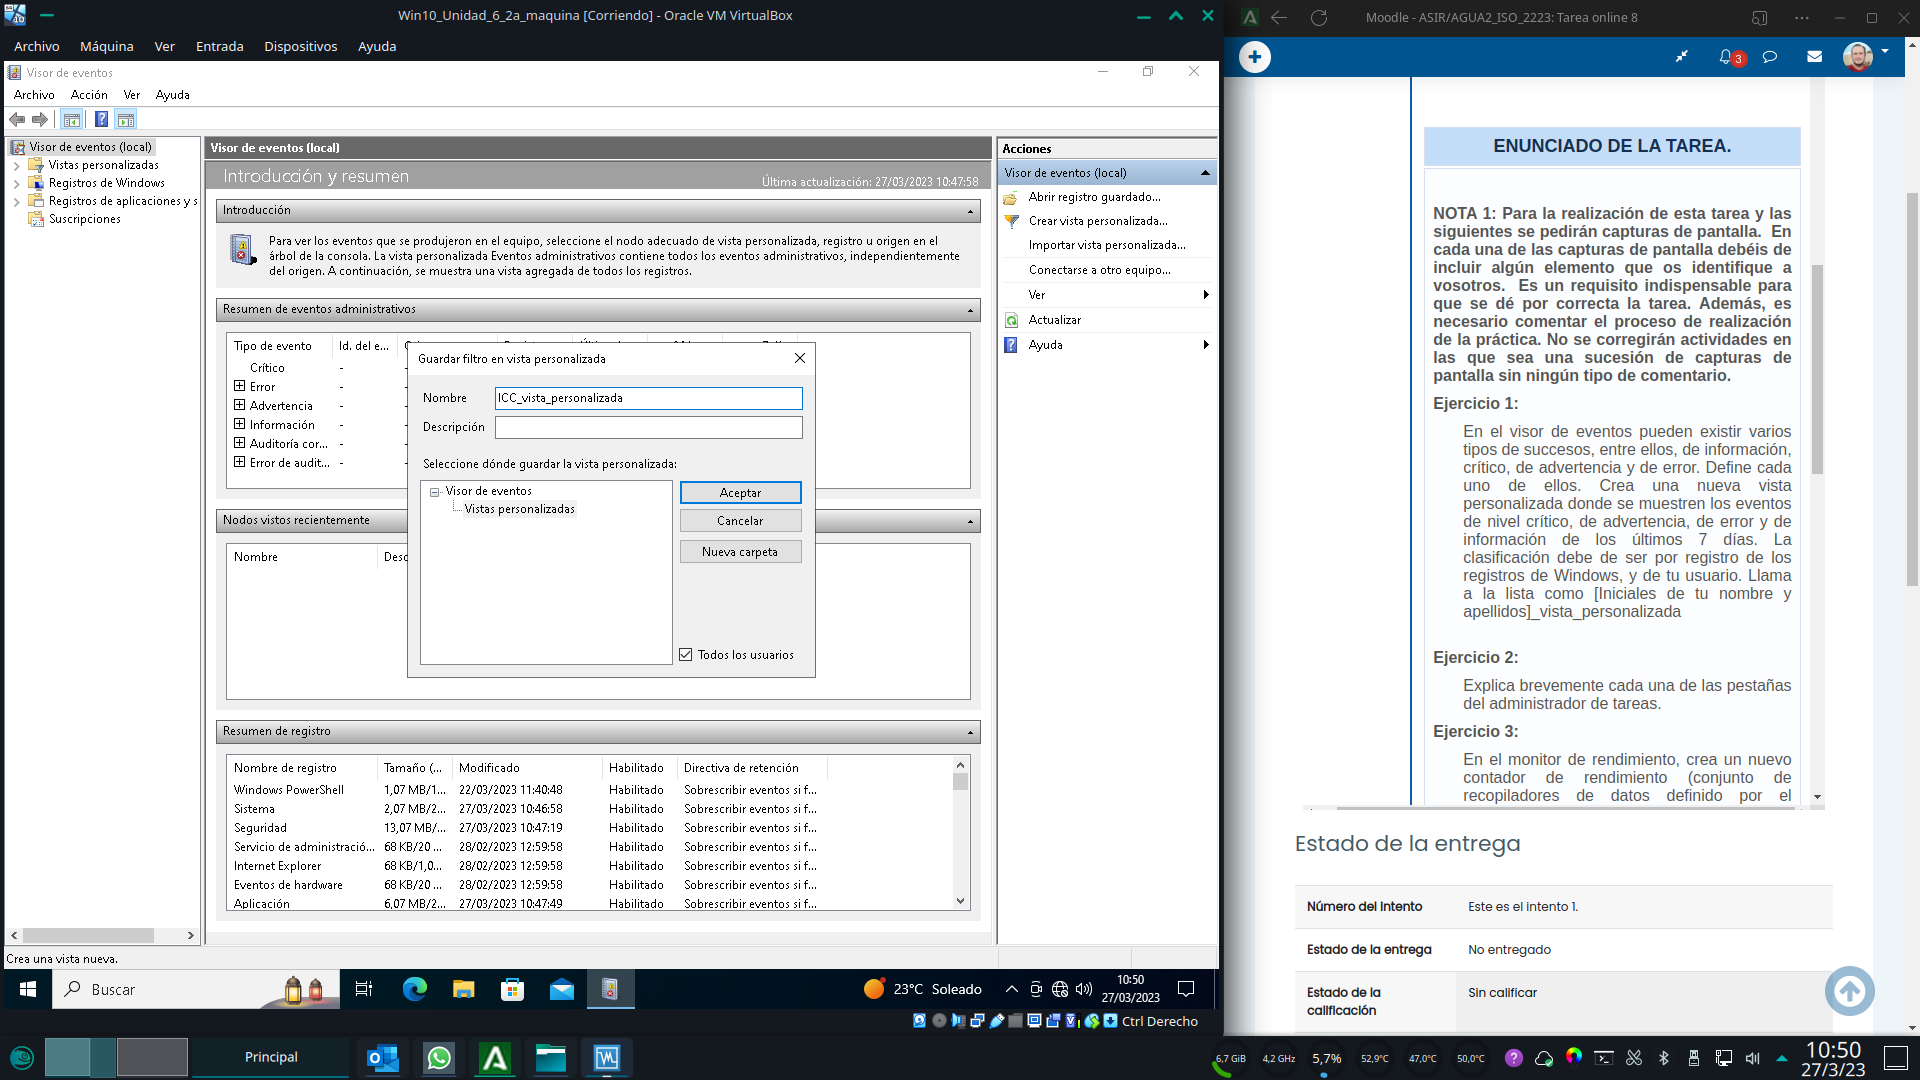 Win10_Unidad_6_2a_maquina [Corriendo] - Oracle VM VirtualBox
Archivo Máquina Ver Entrada Dispositivos Ayuda
Visor de eventos
Archivo Acción Ver Ayuda
Visor de eventos (local)
Vistas personalizadas
Registros de Windows
Registros de aplicaciones y s
Suscripciones
Visor de eventos (local)
Introducción y resumen
Última actualización: 27/03/2023 10:47:58
Introducción
Para ver los eventos que se produjeron en el equipo, seleccione el nodo adecuado de vista personalizada, registro u origen en el
árbol de la consola. La vista personalizada Eventos administrativos contiene todos los eventos administrativos, independientemente
del origen. A continuación, se muestra una vista agregada de todos los registros.
Resumen de eventos administrativos
Tipo de evento Id. del e...
Crítico -
Error -
Advertencia -
Información -
Auditoría cor... -
Error de audit... -
Guardar filtro en vista personalizada
Nombre ICC_vista_personalizada
Descripción
Seleccione dónde guardar la vista personalizada:
Visor de eventos
Vistas personalizadas
Aceptar
Cancelar
Nueva carpeta
Todos los usuarios
Nodos vistos recientemente
Nombre Desc
Resumen de registro
Nombre de registro Tamaño (... Modificado Habilitado Directiva de retención
Windows PowerShell 1,07 MB/1... 22/03/2023 11:40:48 Habilitado Sobrescribir eventos si f...
Sistema 2,07 MB/2... 27/03/2023 10:46:58 Habilitado Sobrescribir eventos si f...
Seguridad 13,07 MB/... 27/03/2023 10:47:19 Habilitado Sobrescribir eventos si f...
Servicio de administració... 68 KB/20 ... 28/02/2023 12:59:58 Habilitado Sobrescribir eventos si f...
Internet Explorer 68 KB/1,0... 28/02/2023 12:59:58 Habilitado Sobrescribir eventos si f...
Eventos de hardware 68 KB/20 ... 28/02/2023 12:59:58 Habilitado Sobrescribir eventos si f...
Aplicación 6,07 MB/2... 27/03/2023 10:47:49 Habilitado Sobrescribir eventos si f...
Acciones
Visor de eventos (local)
Abrir registro guardado...
Crear vista personalizada...
Importar vista personalizada...
Conectarse a otro equipo...
Ver
Actualizar
Ayuda
Crea una vista nueva.
Buscar
23°C Soleado
10:50
27/03/2023
Ctrl Derecho
Moodle - ASIR/AGUA2_ISO_2223: Tarea online 8
3
ENUNCIADO DE LA TAREA.
NOTA 1: Para la realización de esta tarea y las
siguientes se pedirán capturas de pantalla. En
cada una de las capturas de pantalla debéis de
incluir algún elemento que os identifique a
vosotros. Es un requisito indispensable para
que se dé por correcta la tarea. Además, es
necesario comentar el proceso de realización
de la práctica. No se corregirán actividades en
las que sea una sucesión de capturas de
pantalla sin ningún tipo de comentario.
Ejercicio 1:
En el visor de eventos pueden existir varios
tipos de sucesos, entre ellos, de información,
crítico, de advertencia y de error. Define cada
uno de ellos. Crea una nueva vista
personalizada donde se muestren los eventos
de nivel crítico, de advertencia, de error y de
información de los últimos 7 días. La
clasificación debe de ser por registro de los
registros de Windows, y de tu usuario. Llama
a la lista como [Iniciales de tu nombre y
apellidos]_vista_personalizada
Ejercicio 2:
Explica brevemente cada una de las pestañas
del administrador de tareas.
Ejercicio 3:
En el monitor de rendimiento, crea un nuevo
contador de rendimiento (conjunto de
recopiladores de datos definido por el
Estado de la entrega
Número del Intento Este es el intento 1.
Estado de la entrega No entregado
Estado de la
calificación Sin calificar
Principal
6,7 GiB 4,2 GHz 5,7% 52,9°C 47,0°C 50,0°C
10:50
27/3/23